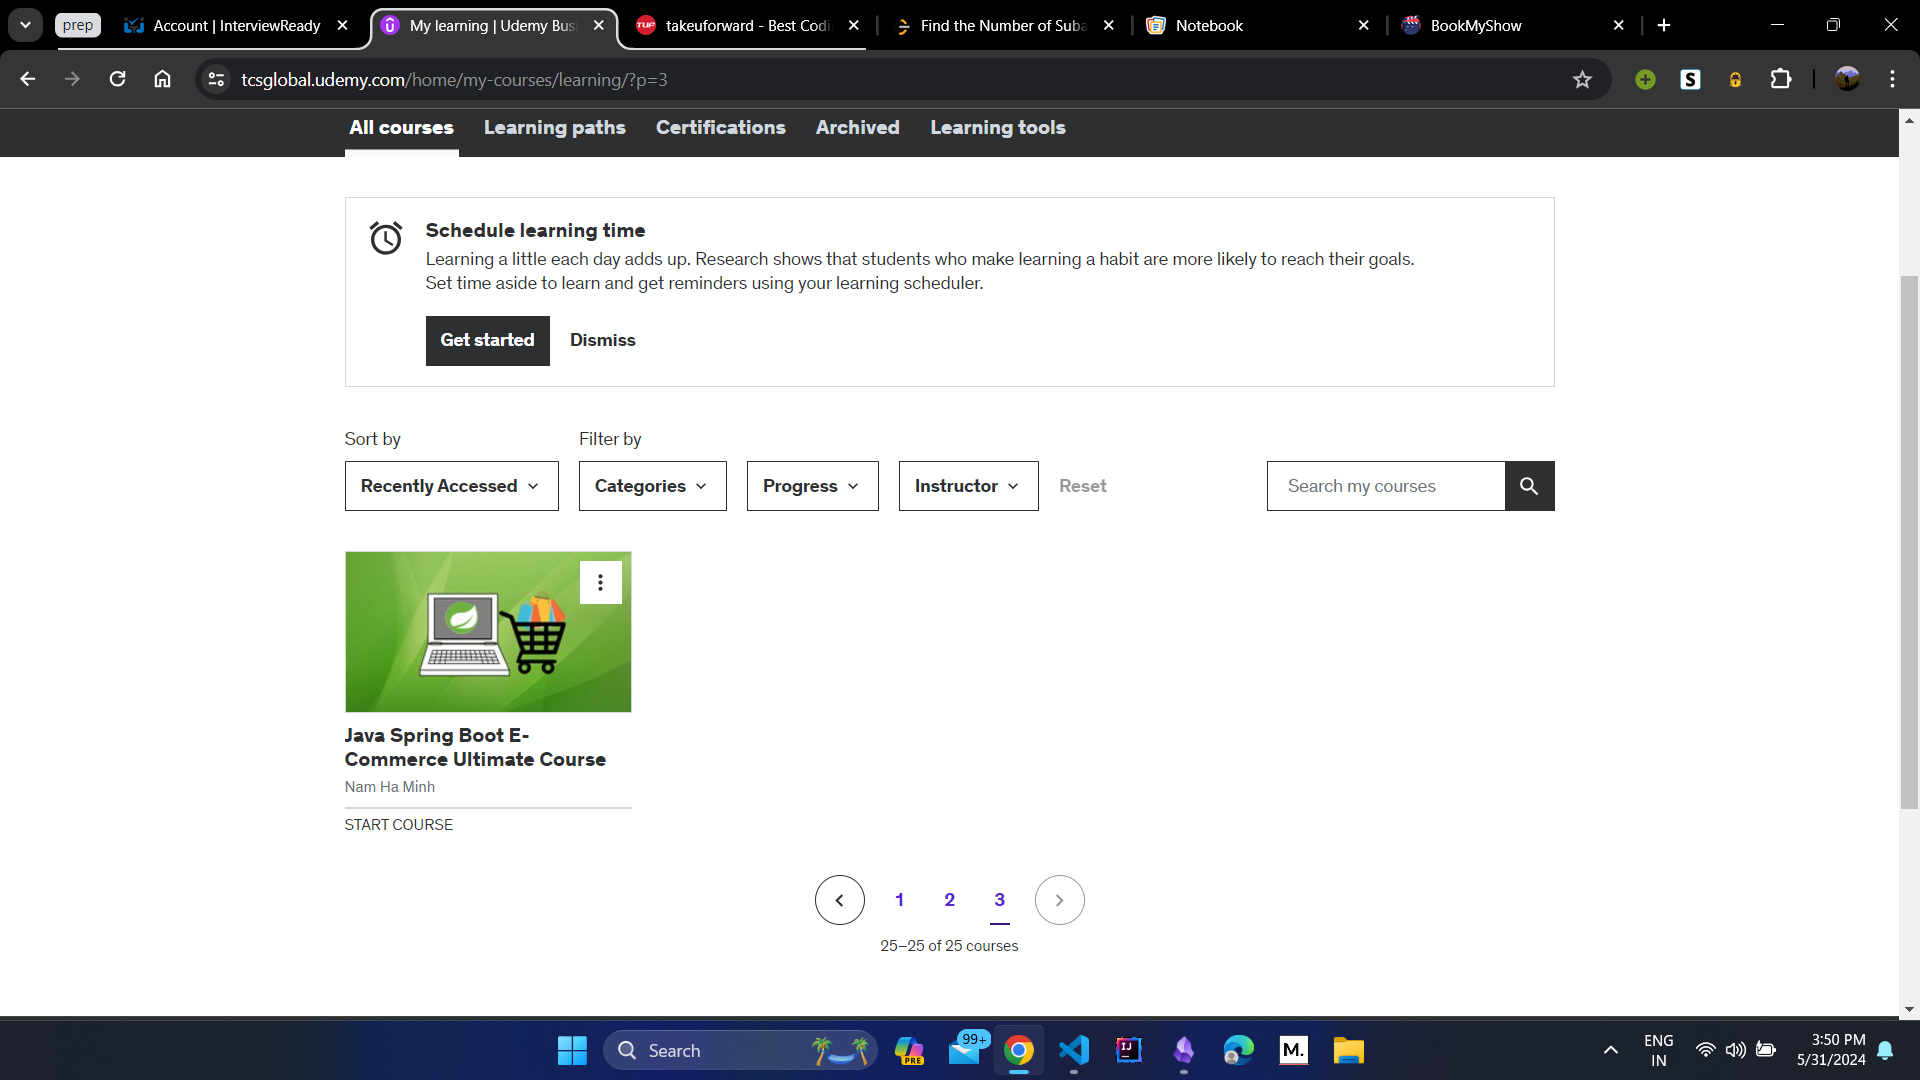 prep
Account | InterviewReady
My learning | Udemy Busi
takeuforward - Best Codi
Find the Number of Suba
Notebook
BookMyShow
tcsglobal.udemy.com/home/my-courses/learning/?p=3
All courses
Learning paths
Certifications
Archived
Learning tools
Schedule learning time
Learning a little each day adds up. Research shows that students who make learning a habit are more likely to reach their goals.
Set time aside to learn and get reminders using your learning scheduler.
Get started
Dismiss
Sort by
Filter by
Recently Accessed
Categories
Progress
Instructor
Reset
Search my courses
Java Spring Boot E-
Commerce Ultimate Course
Nam Ha Minh
START COURSE
1
2
3
25–25 of 25 courses
Search
PRE
99+
IJ
M.
ENG
IN
3:50 PM
5/31/2024